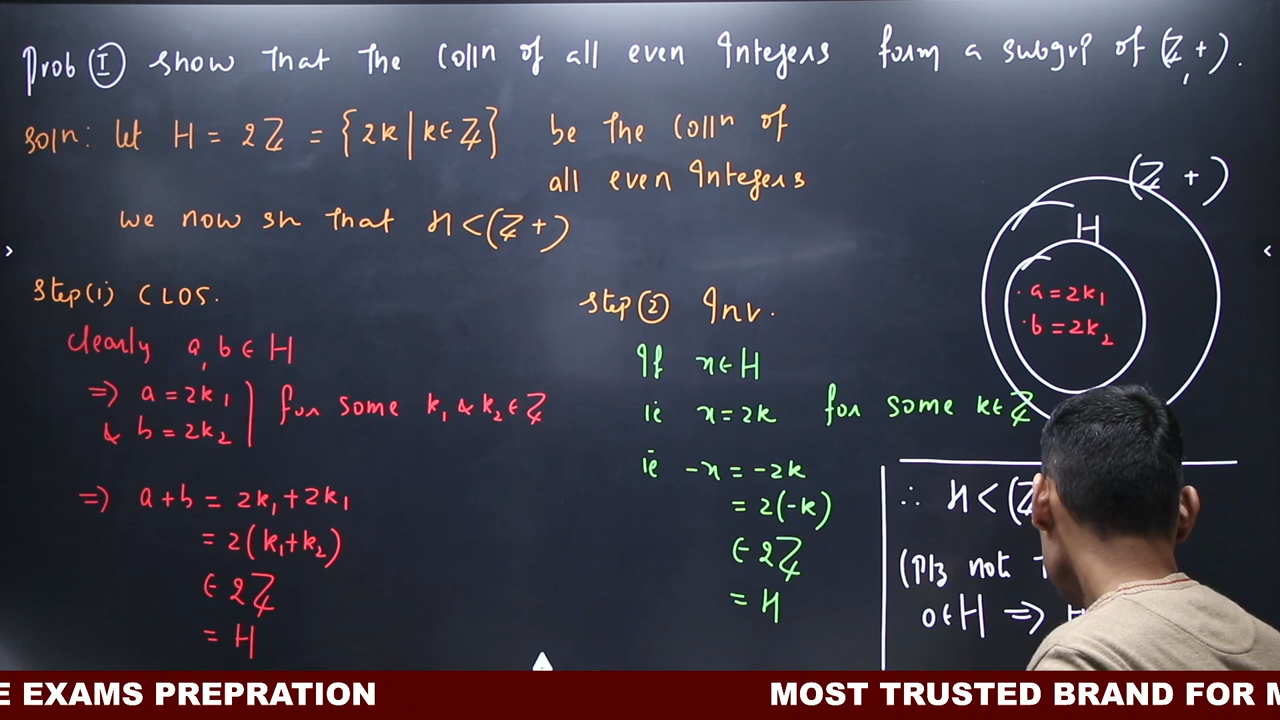 Prob (I) show that the colln of all even Integers form a subgrp of (Z, +).
soln: let H = 2Z = {2k | k∈Z} be the colln of
all even Integers
we now sh that H < (Z +)
(Z +)
H
· a = 2k₁
· b = 2k₂
Step(1) CLOS.
clearly a, b ∈ H
=> a = 2k₁
& b = 2k₂
for some k₁ & k₂ ∈ Z
=> a+b = 2k₁ + 2k₁
= 2(k₁+k₂)
∈ 2Z
= H
step (2) Inv.
If x ∈ H
ie x = 2k for some k ∈ Z
ie -x = -2k
= 2(-k)
∈ 2Z
= H
∴ H < (Z
(Plz not
0∈H =>
E EXAMS PREPRATION
MOST TRUSTED BRAND FOR M